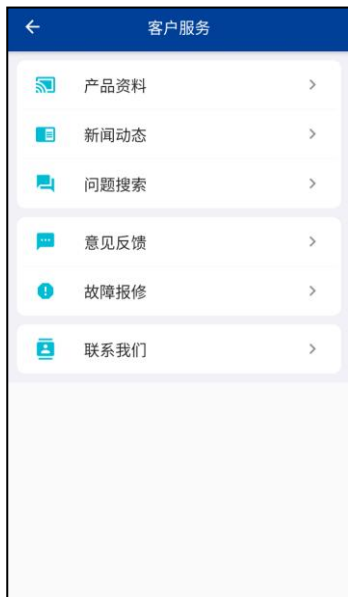 客户服务
产品资料
新闻动态
问题搜索
意见反馈
故障报修
联系我们